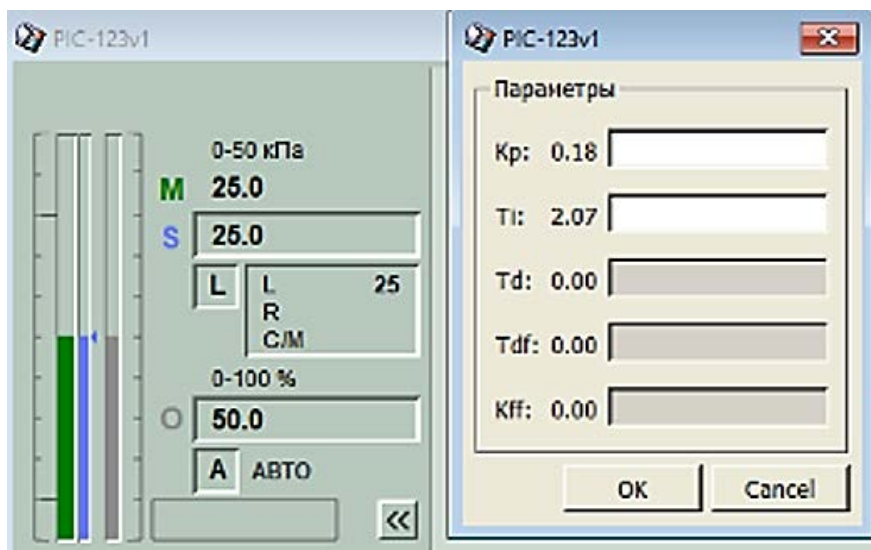 PIC-123v1
0-50 кПа
M 25.0
S 25.0
L L 25
R
C/M
0-100 %
O 50.0
A АВТО
<<
PIC-123v1
Параметры
Kp: 0.18
Ti: 2.07
Td: 0.00
Tdf: 0.00
Kff: 0.00
OK Cancel